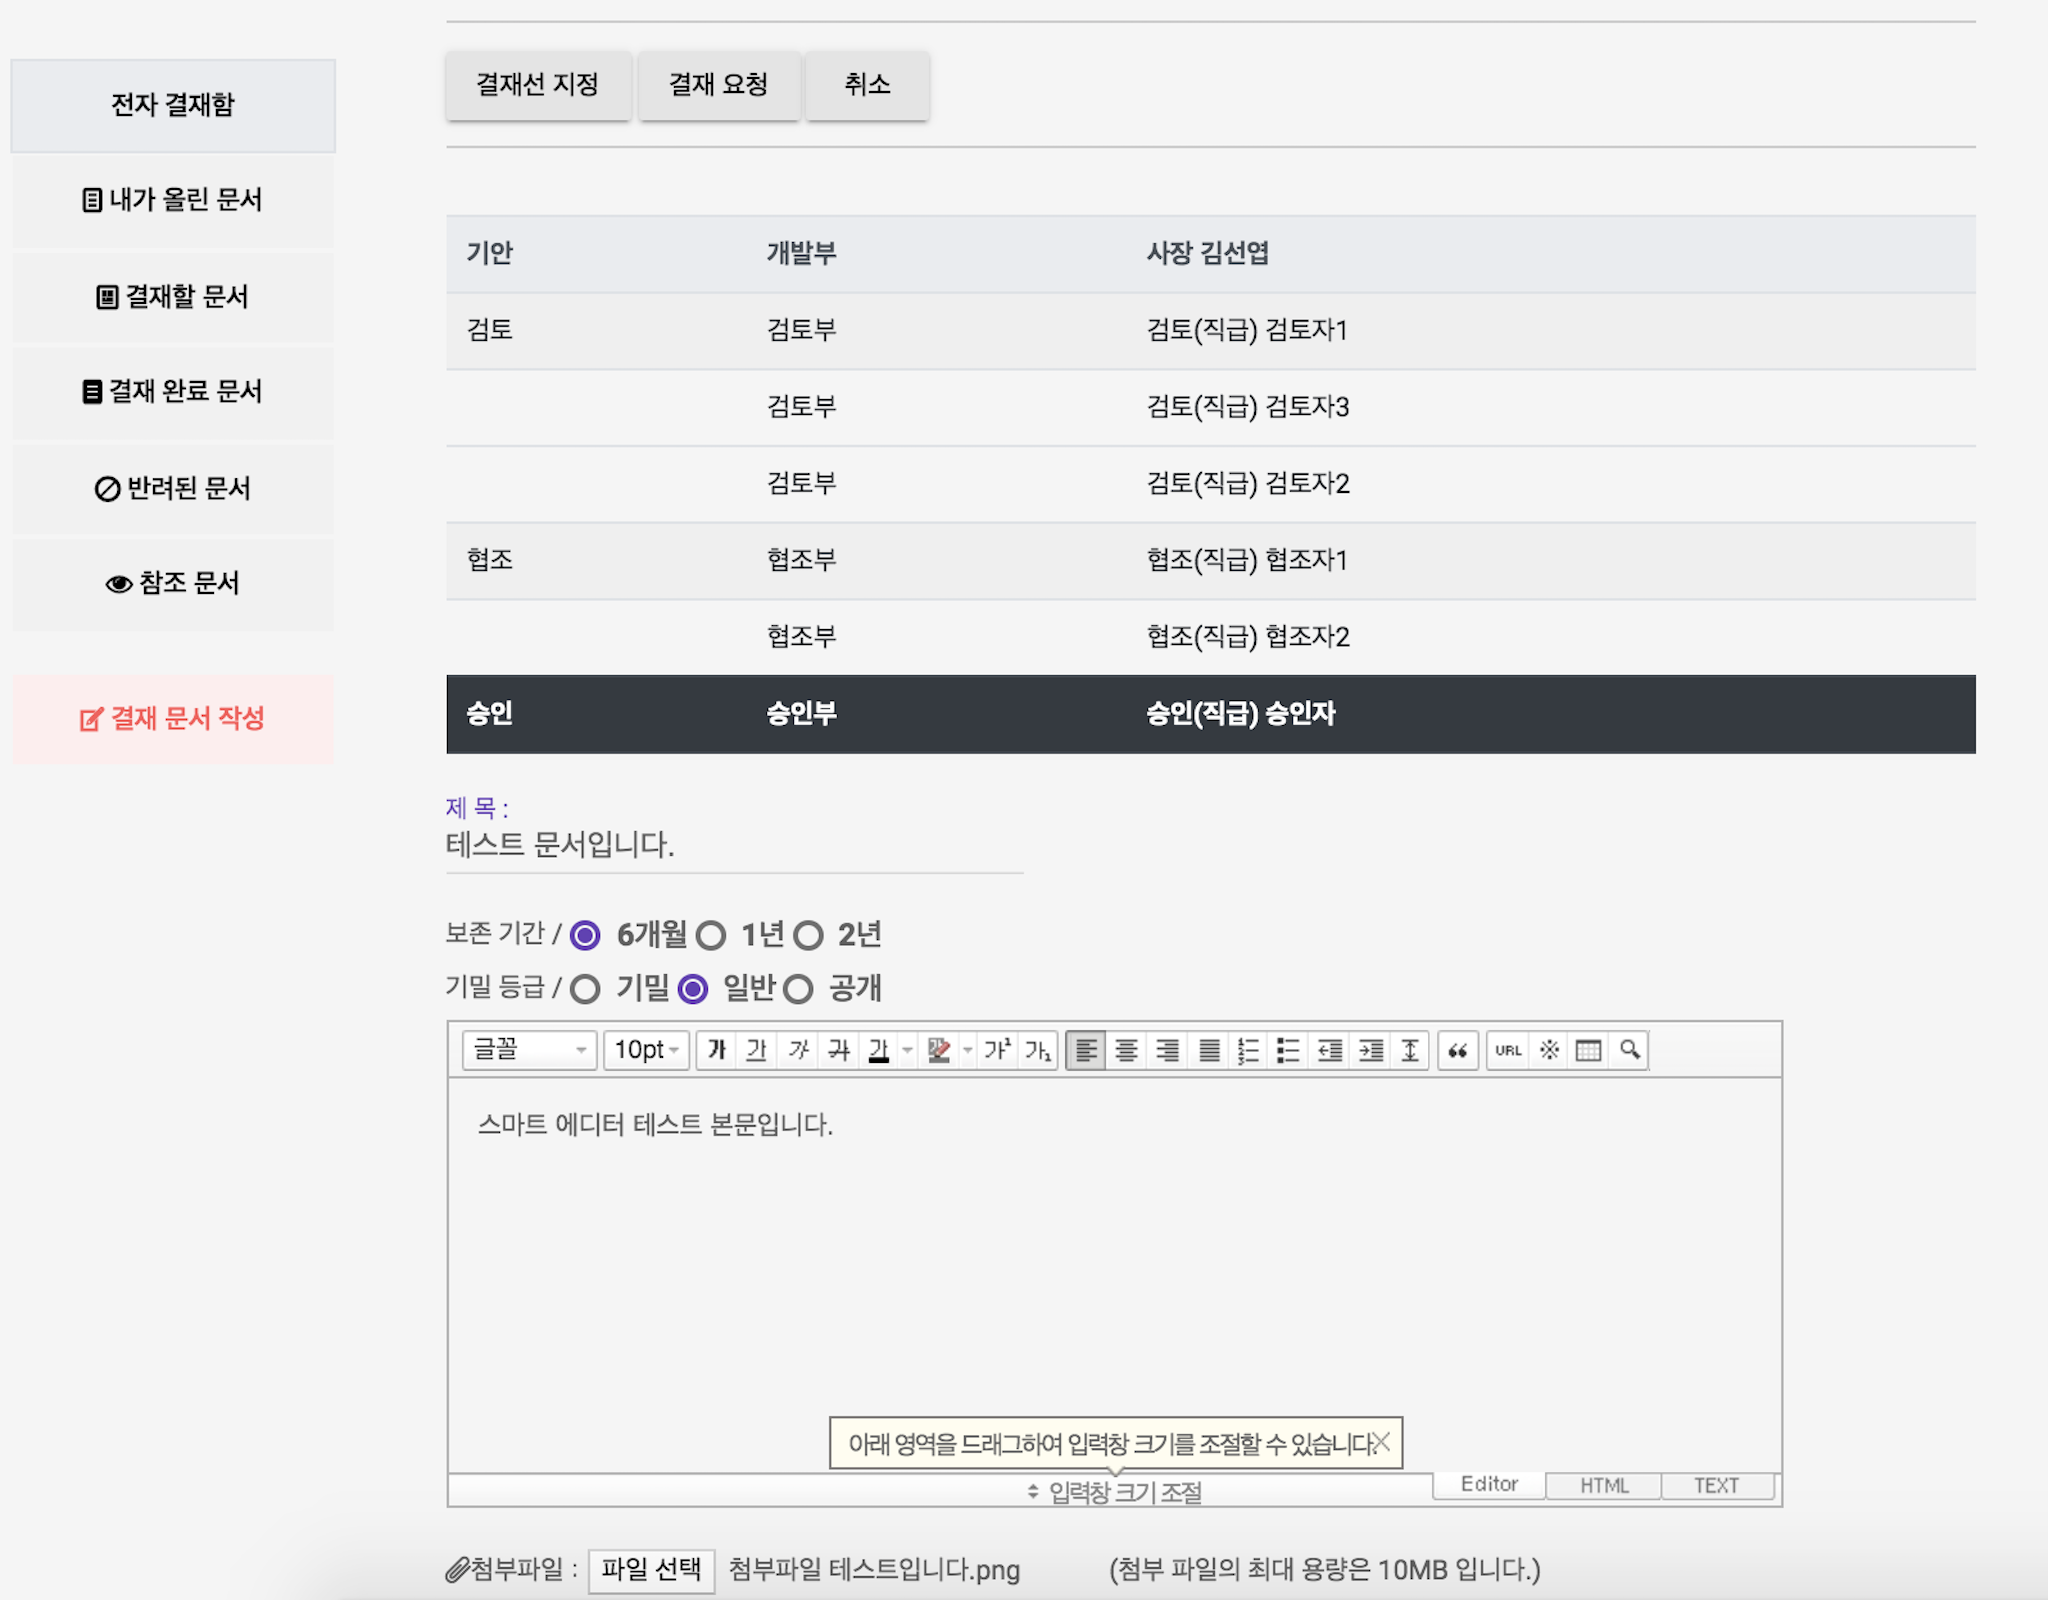 전자 결재함
내가 올린 문서
결재할 문서
결재 완료 문서
반려된 문서
참조 문서
결재 문서 작성
결재선 지정 결재 요청 취소
기안 개발부 사장 김선엽
검토 검토부 검토(직급) 검토자1
검토부 검토(직급) 검토자3
검토부 검토(직급) 검토자2
협조 협조부 협조(직급) 협조자1
협조부 협조(직급) 협조자2
승인 승인부 승인(직급) 승인자
제 목 :
테스트 문서입니다.
보존 기간 / 6개월 1년 2년
기밀 등급 / 기밀 일반 공개
글꼴 10pt 가 가 가 가 가 가¹ 가₁ URL ※
스마트 에디터 테스트 본문입니다.
아래 영역을 드래그하여 입력창 크기를 조절할 수 있습니다.
입력창 크기 조절 Editor HTML TEXT
첨부파일 : 파일 선택 첨부파일 테스트입니다.png (첨부 파일의 최대 용량은 10MB 입니다.)